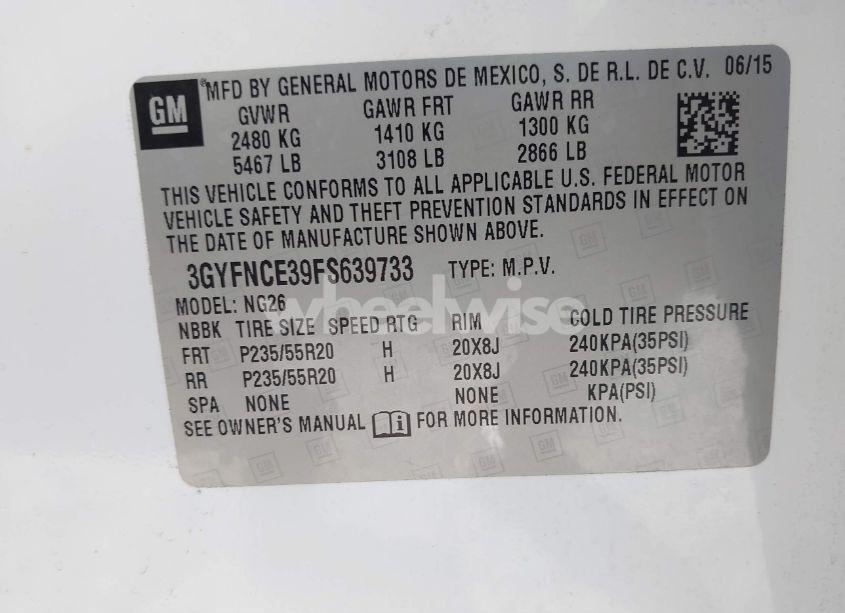 GM
®MFD BY GENERAL MOTORS DE MEXICO, S. DE R.L. DE C.V. 06/15
GVWR GAWR FRT GAWR RR
2480 KG 1410 KG 1300 KG
5467 LB 3108 LB 2866 LB
THIS VEHICLE CONFORMS TO ALL APPLICABLE U.S. FEDERAL MOTOR
VEHICLE SAFETY AND THEFT PREVENTION STANDARDS IN EFFECT ON
THE DATE OF MANUFACTURE SHOWN ABOVE.
3GYFNCE39FS639733 TYPE: M.P.V.
MODEL: NG26
wheelwise
NBBK TIRE SIZE SPEED RTG RIM COLD TIRE PRESSURE
FRT P235/55R20 H 20X8J 240KPA(35PSI)
RR P235/55R20 H 20X8J 240KPA(35PSI)
SPA NONE NONE KPA(PSI)
SEE OWNER'S MANUAL i FOR MORE INFORMATION.